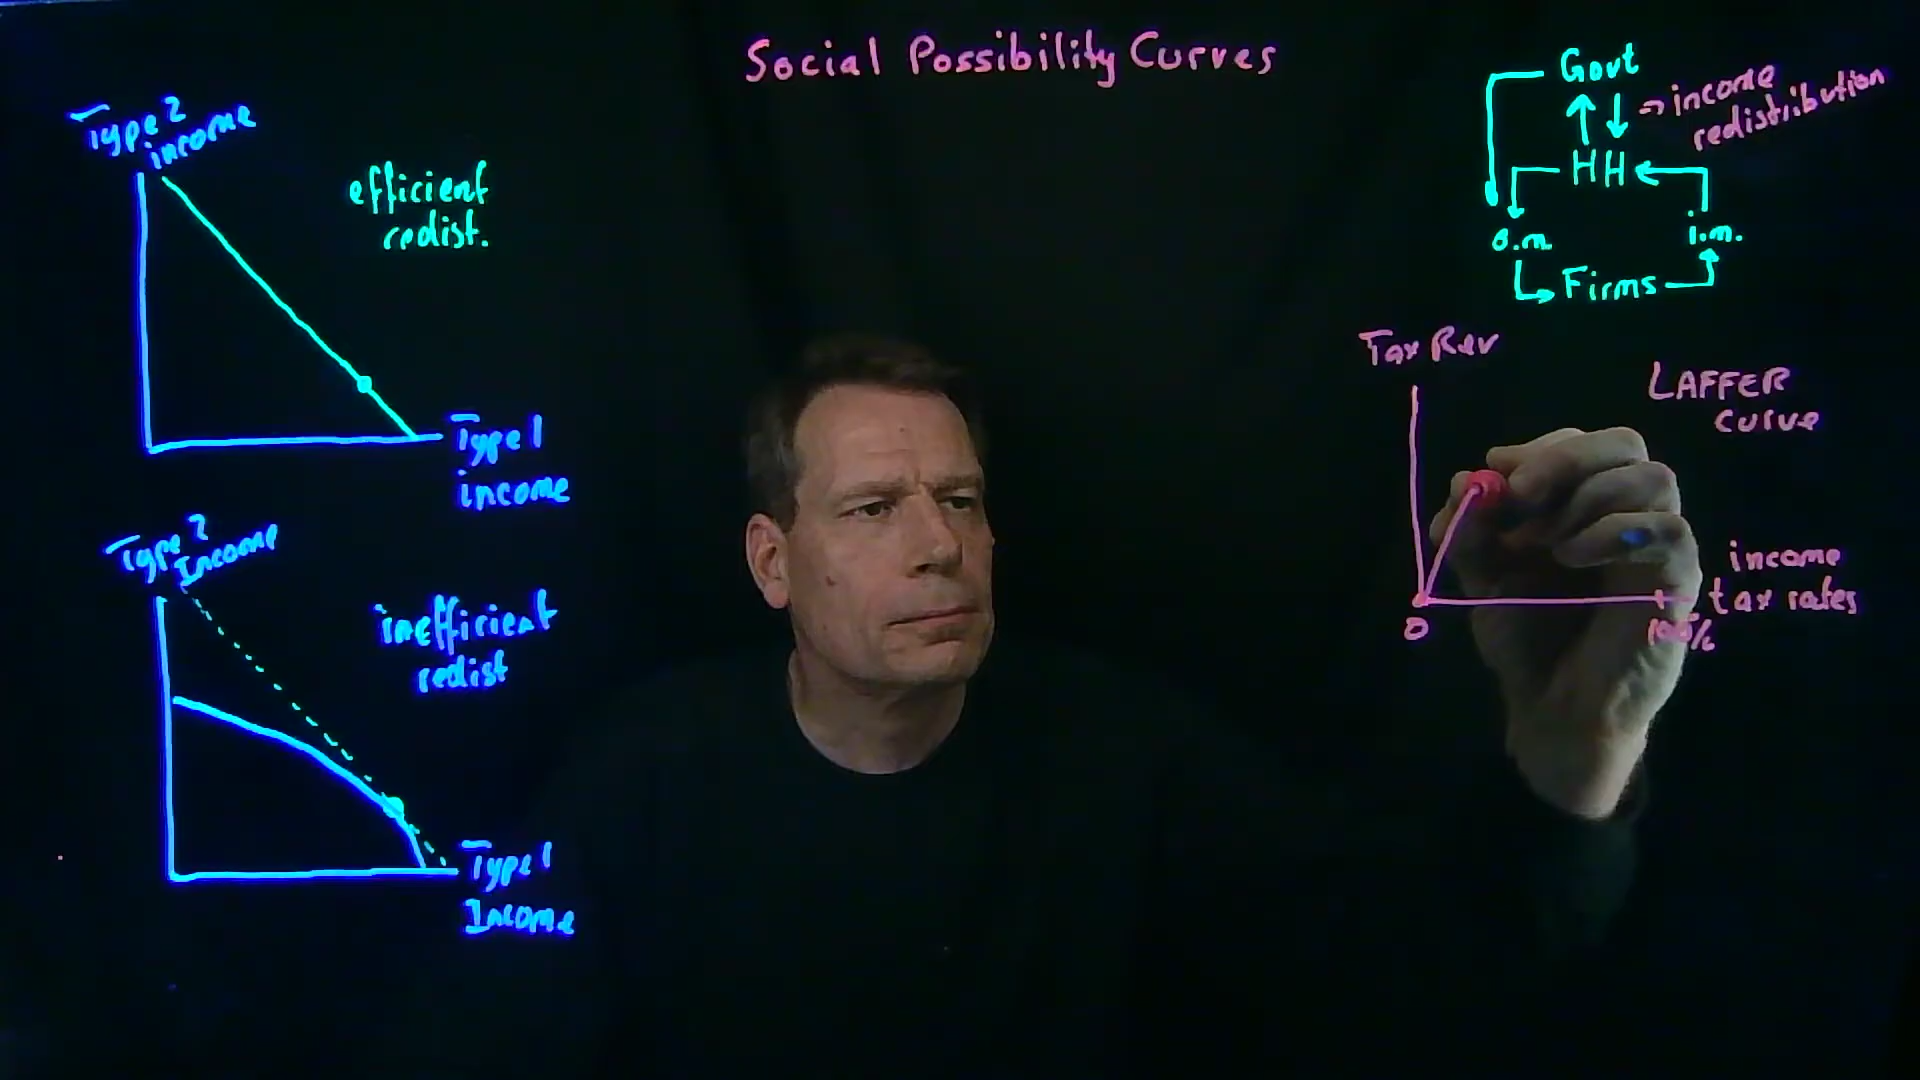 Social Possibility Curves
Type 2
income
efficient
redist.
Type 1
income
Type 2
Income
inefficient
redist
Type 1
Income
Govt
⇒ income
redistribution
HH
o.m.
i.m.
Firms
Tax Rev
LAFFER
curve
income
tax rates
0
100%